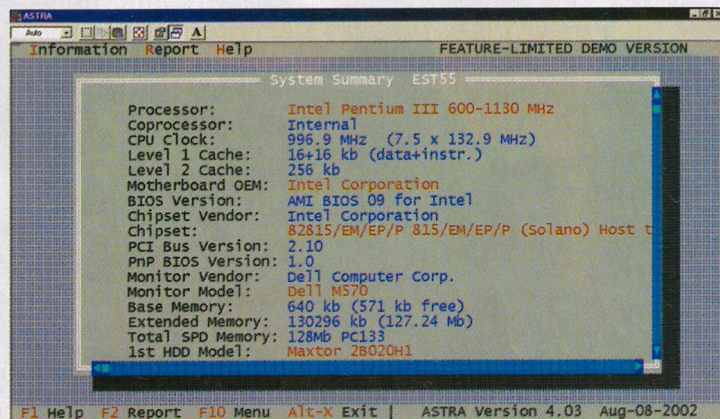 ASTRA
Auto
A
Information Report Help FEATURE-LIMITED DEMO VERSION
System Summary EST55
Processor: Intel Pentium III 600-1130 MHz
Coprocessor: Internal
CPU Clock: 996.9 MHz (7.5 x 132.9 MHz)
Level 1 Cache: 16+16 kb (data+instr.)
Level 2 Cache: 256 kb
Motherboard OEM: Intel Corporation
BIOS Version: AMI BIOS 09 for Intel
Chipset Vendor: Intel Corporation
Chipset: 82815/EM/EP/P 815/EM/EP/P (Solano) Host t
PCI Bus Version: 2.10
PnP BIOS Version: 1.0
Monitor Vendor: Dell Computer Corp.
Monitor Model: Dell M570
Base Memory: 640 kb (571 kb free)
Extended Memory: 130296 kb (127.24 Mb)
Total SPD Memory: 128Mb PC133
1st HDD Model: Maxtor 2B020H1
F1 Help F2 Report F10 Menu Alt-X Exit | ASTRA Version 4.03 Aug-08-2002